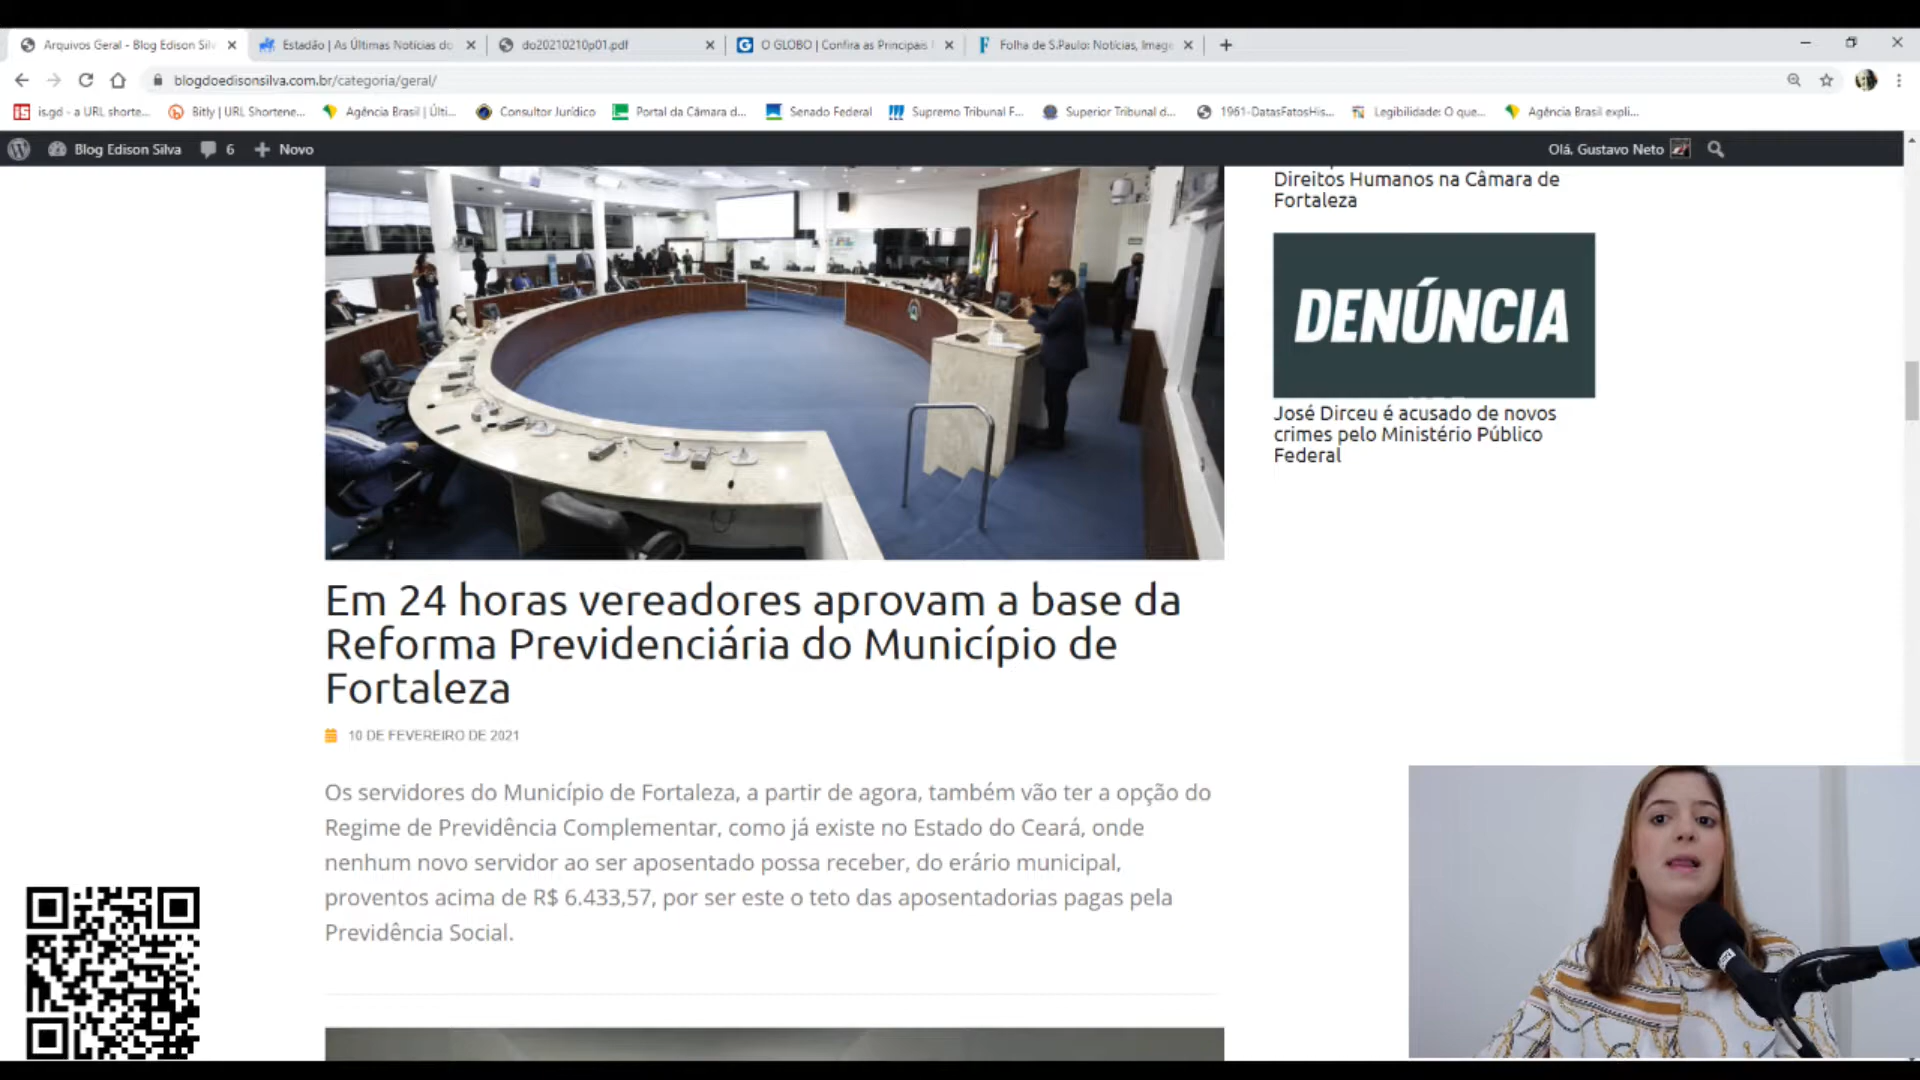 Arquivos Geral - Blog Edison Sil
Estadão | As Últimas Notícias do
do20210210p01.pdf
O GLOBO | Confira as Principais
Folha de S.Paulo: Notícias, Image
blogdoedisonsilva.com.br/categoria/geral/
is.gd - a URL shorte...
Bitly | URL Shortene...
Agência Brasil | Últi...
Consultor Jurídico
Portal da Câmara d...
Senado Federal
Supremo Tribunal F...
Superior Tribunal d...
1961-DatasFatosHis...
Legibilidade: O que...
Agência Brasil expli...
Blog Edison Silva
6
Novo
Olá, Gustavo Neto
Direitos Humanos na Câmara de
Fortaleza
DENÚNCIA
José Dirceu é acusado de novos
crimes pelo Ministério Público
Federal
Em 24 horas vereadores aprovam a base da
Reforma Previdenciária do Município de
Fortaleza
10 DE FEVEREIRO DE 2021
Os servidores do Município de Fortaleza, a partir de agora, também vão ter a opção do
Regime de Previdência Complementar, como já existe no Estado do Ceará, onde
nenhum novo servidor ao ser aposentado possa receber, do erário municipal,
proventos acima de R$ 6.433,57, por ser este o teto das aposentadorias pagas pela
Previdência Social.